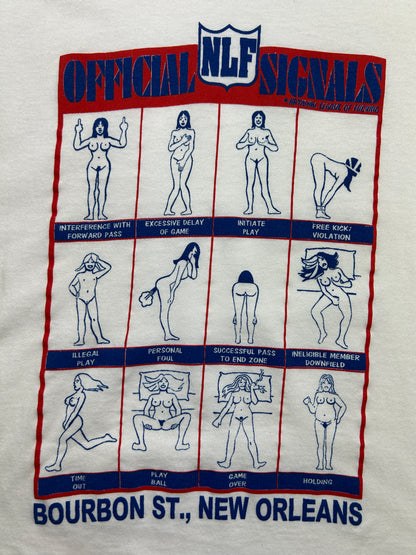 OFFICIAL NLF SIGNALS
INTERFERENCE WITH
FORWARD PASS
EXCESSIVE DELAY
OF GAME
INITIATE
PLAY
FREE KICK/
VIOLATION
ILLEGAL
PLAY
PERSONAL
FOUL
SUCCESSFUL PASS
TO END ZONE
INELIGIBLE MEMBER
DOWNFIELD
TIME
OUT
PLAY
BALL
GAME
OVER
HOLDING
BOURBON ST., NEW ORLEANS